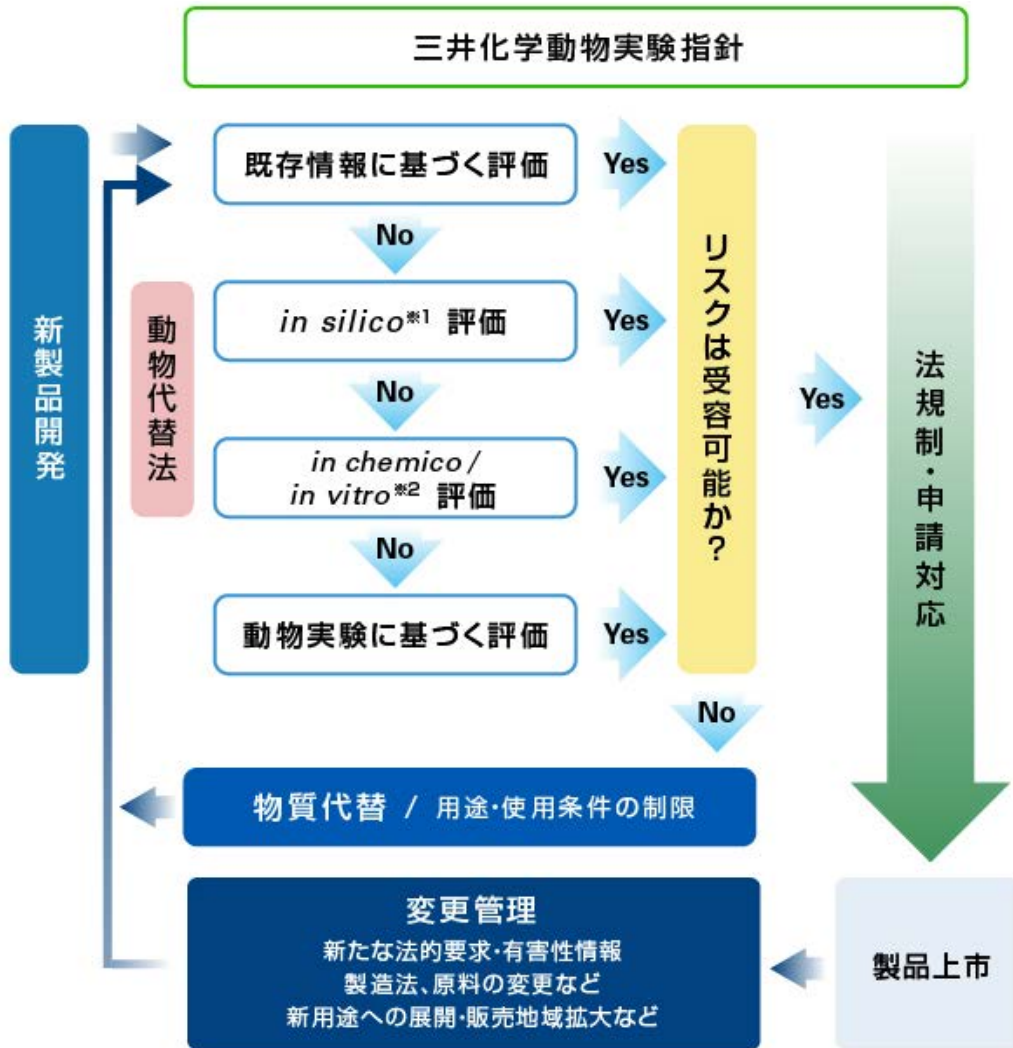 三井化学動物実験指針
新製品開発
既存情報に基づく評価
Yes
No
動物代替法
in silico※1 評価
Yes
No
in chemico /
in vitro※2 評価
Yes
No
動物実験に基づく評価
Yes
リスクは受容可能か?
Yes
No
法規制・申請対応
物質代替 / 用途・使用条件の制限
変更管理
新たな法的要求・有害性情報
製造法、原料の変更など
新用途への展開・販売地域拡大など
製品上市